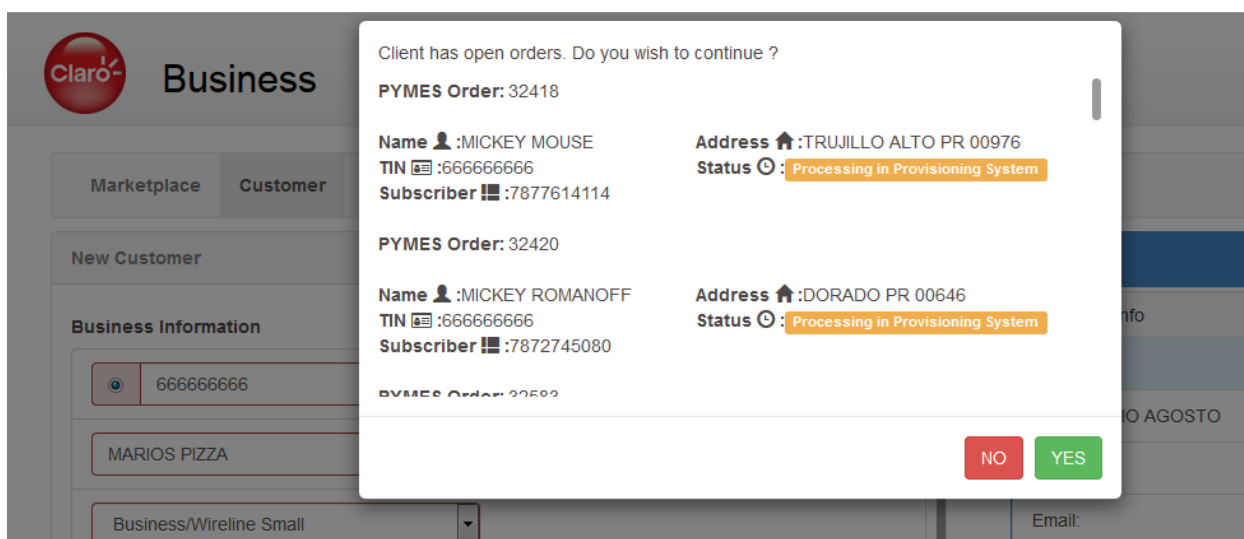 Claro-
Business
Client has open orders. Do you wish to continue ?
PYMES Order: 32418
Name :MICKEY MOUSE
Address :TRUJILLO ALTO PR 00976
TIN :666666666
Status : Processing in Provisioning System
Subscriber :7877614114
PYMES Order: 32420
Name :MICKEY ROMANOFF
Address :DORADO PR 00646
TIN :666666666
Status : Processing in Provisioning System
Subscriber :7872745080
PYMES Order: 32583
NO
YES
Marketplace
Customer
New Customer
Business Information
666666666
MARIOS PIZZA
Business/Wireline Small
nfo
IO AGOSTO
Email: